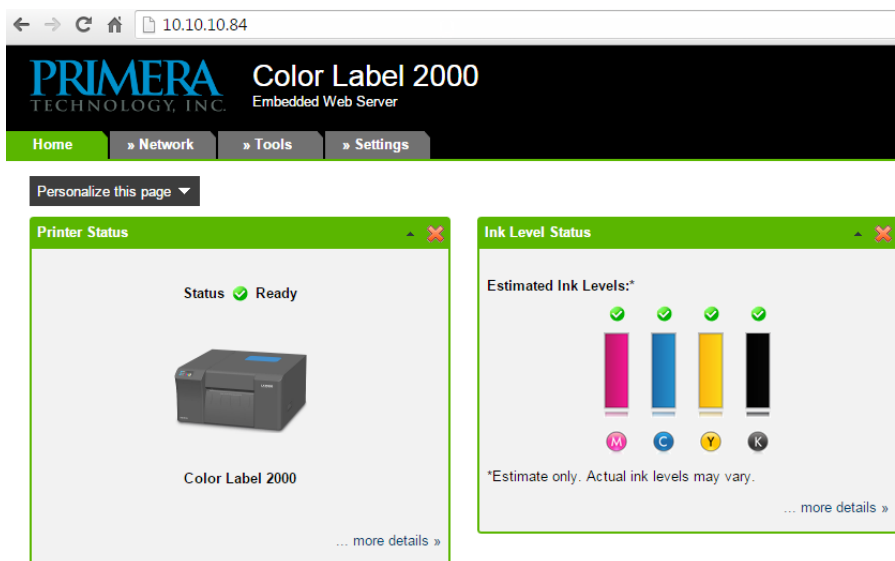 10.10.10.84
PRIMERA
TECHNOLOGY, INC.
Color Label 2000
Embedded Web Server
Home
» Network
» Tools
» Settings
Personalize this page
Printer Status
Status Ready
Color Label 2000
... more details »
Ink Level Status
Estimated Ink Levels:*
M C Y K
*Estimate only. Actual ink levels may vary.
... more details »